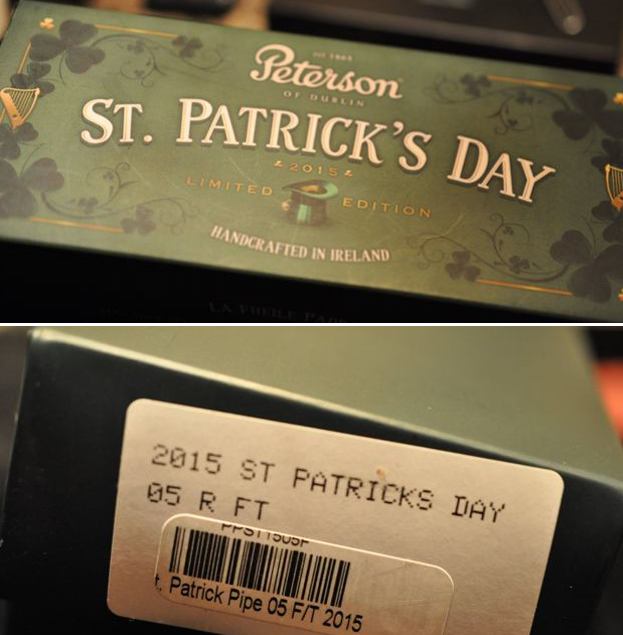 EST 1865
Peterson
OF DUBLIN
ST. PATRICK'S DAY
2015
LIMITED EDITION
HANDCRAFTED IN IRELAND
2015 ST PATRICKS DAY
05 R FT
PPST1505F
t. Patrick Pipe 05 F/T 2015